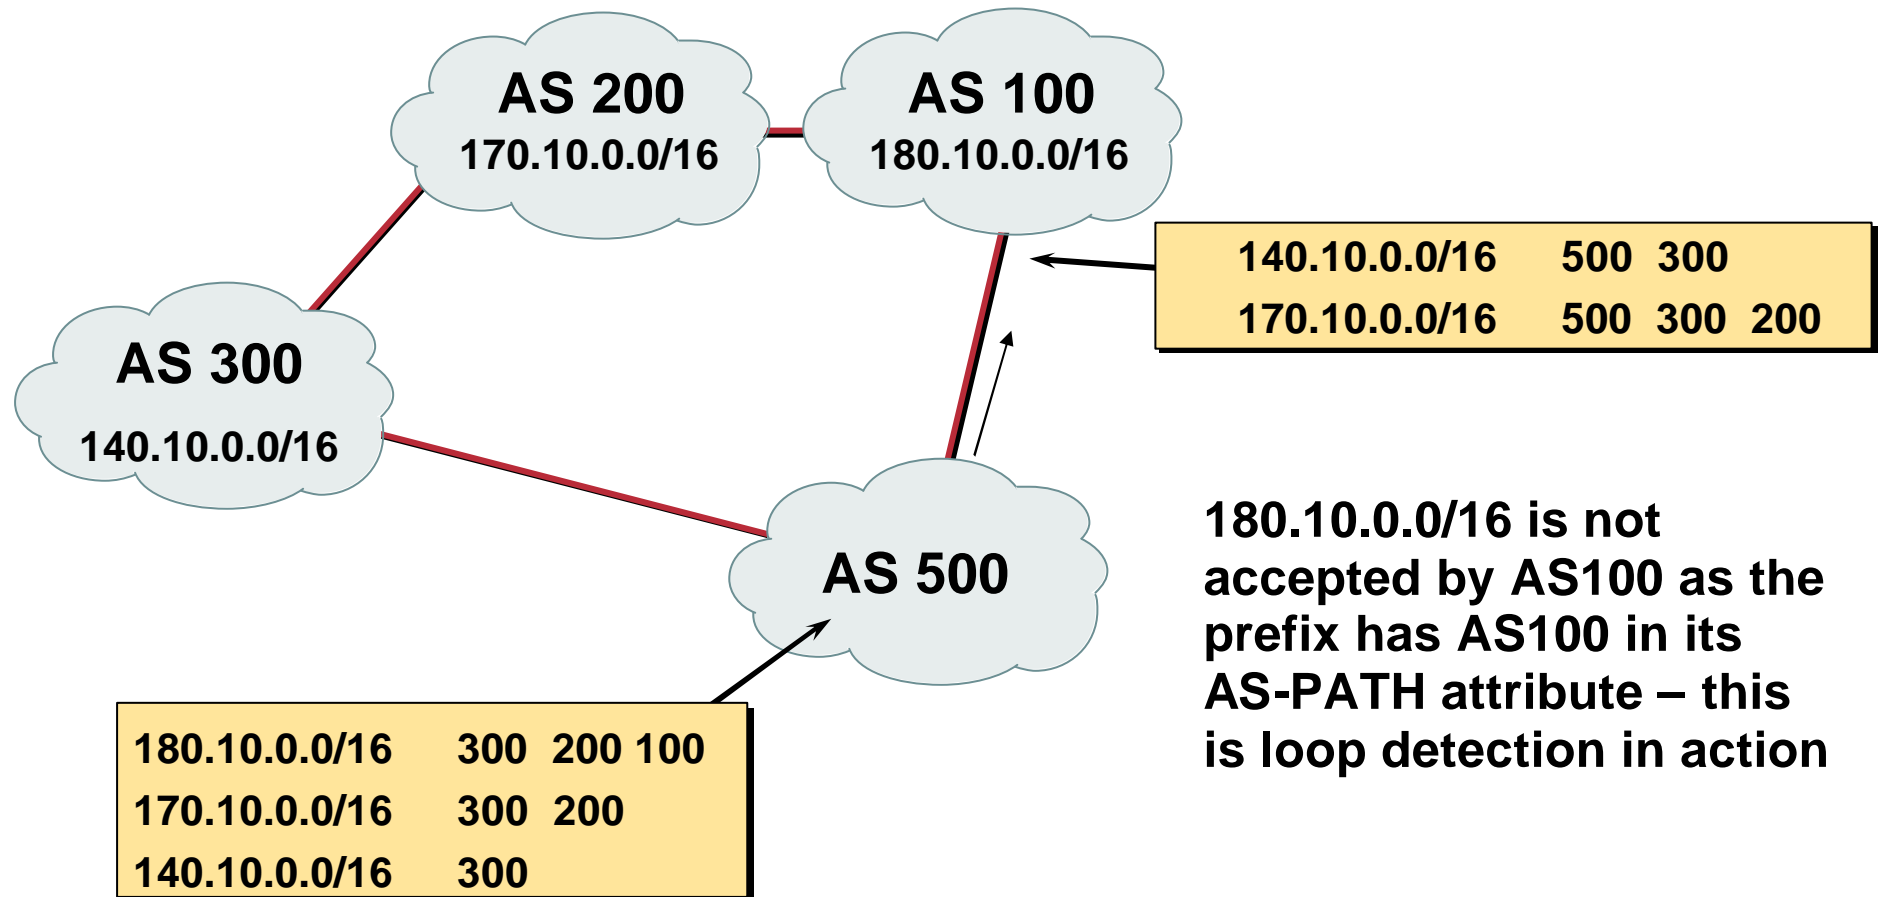 AS 200
170.10.0.0/16
AS 100
180.10.0.0/16
140.10.0.0/16 500 300
170.10.0.0/16 500 300 200
AS 300
140.10.0.0/16
AS 500
180.10.0.0/16 is not
accepted by AS100 as the
prefix has AS100 in its
AS-PATH attribute – this
is loop detection in action
180.10.0.0/16 300 200 100
170.10.0.0/16 300 200
140.10.0.0/16 300